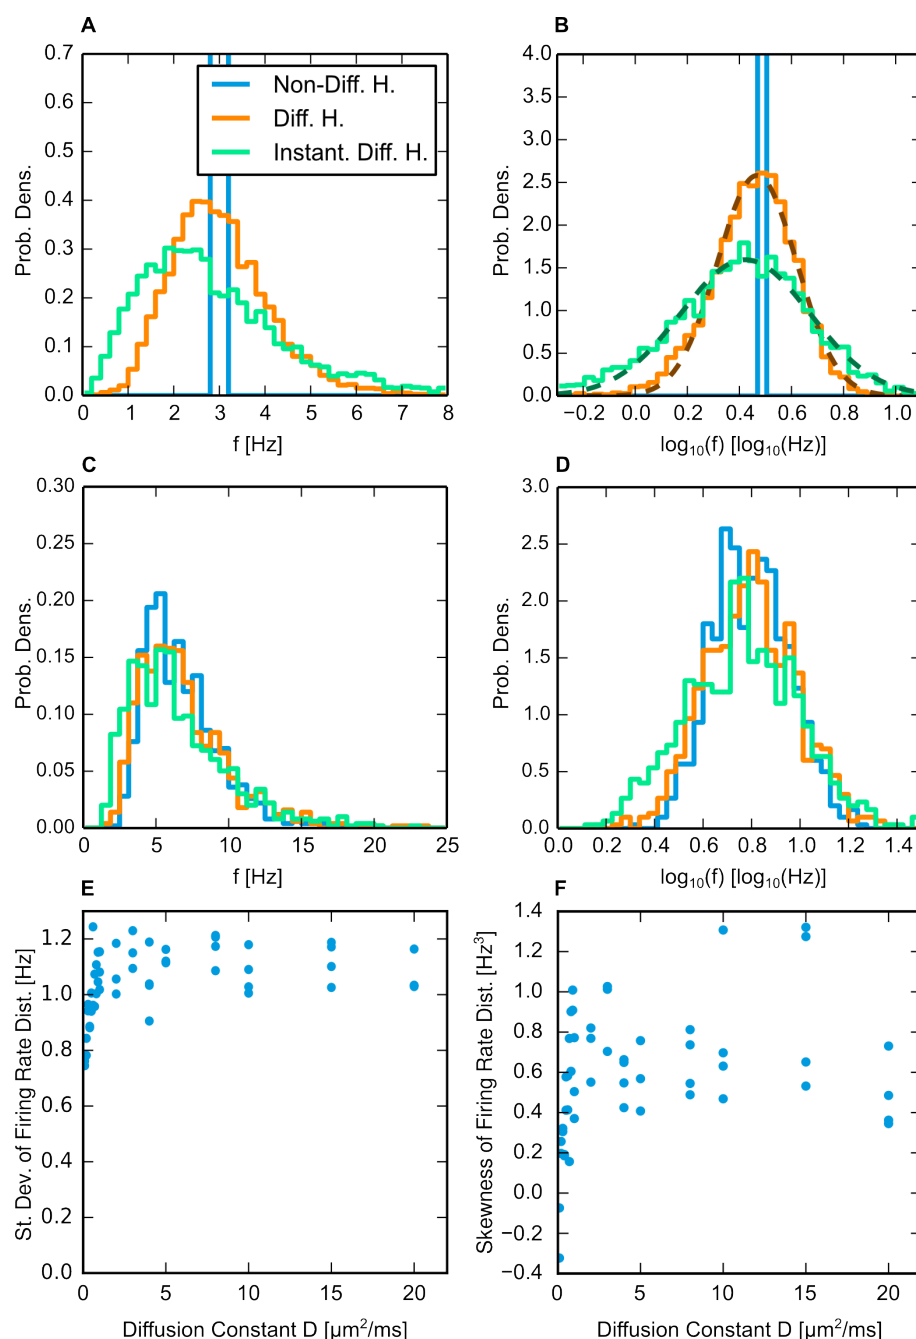 A
B
0.7
0.6
0.5
0.4
0.3
0.2
0.1
0.0
Prob. Dens.
Non-Diff. H.
Diff. H.
Instant. Diff. H.
0 1 2 3 4 5 6 7 8
f [Hz]
4.0
3.5
3.0
2.5
2.0
1.5
1.0
0.5
0.0
Prob. Dens.
−0.2 0.0 0.2 0.4 0.6 0.8 1.0
log₁₀(f) [log₁₀(Hz)]
C
D
0.30
0.25
0.20
0.15
0.10
0.05
0.00
Prob. Dens.
0 5 10 15 20 25
f [Hz]
3.0
2.5
2.0
1.5
1.0
0.5
0.0
Prob. Dens.
0.0 0.2 0.4 0.6 0.8 1.0 1.2 1.4
log₁₀(f) [log₁₀(Hz)]
E
F
1.2
1.0
0.8
0.6
0.4
0.2
0.0
St. Dev. of Firing Rate Dist. [Hz]
0 5 10 15 20
Diffusion Constant D [μm²/ms]
1.4
1.2
1.0
0.8
0.6
0.4
0.2
0.0
−0.2
−0.4
Skewness of Firing Rate Dist. [Hz³]
0 5 10 15 20
Diffusion Constant D [μm²/ms]